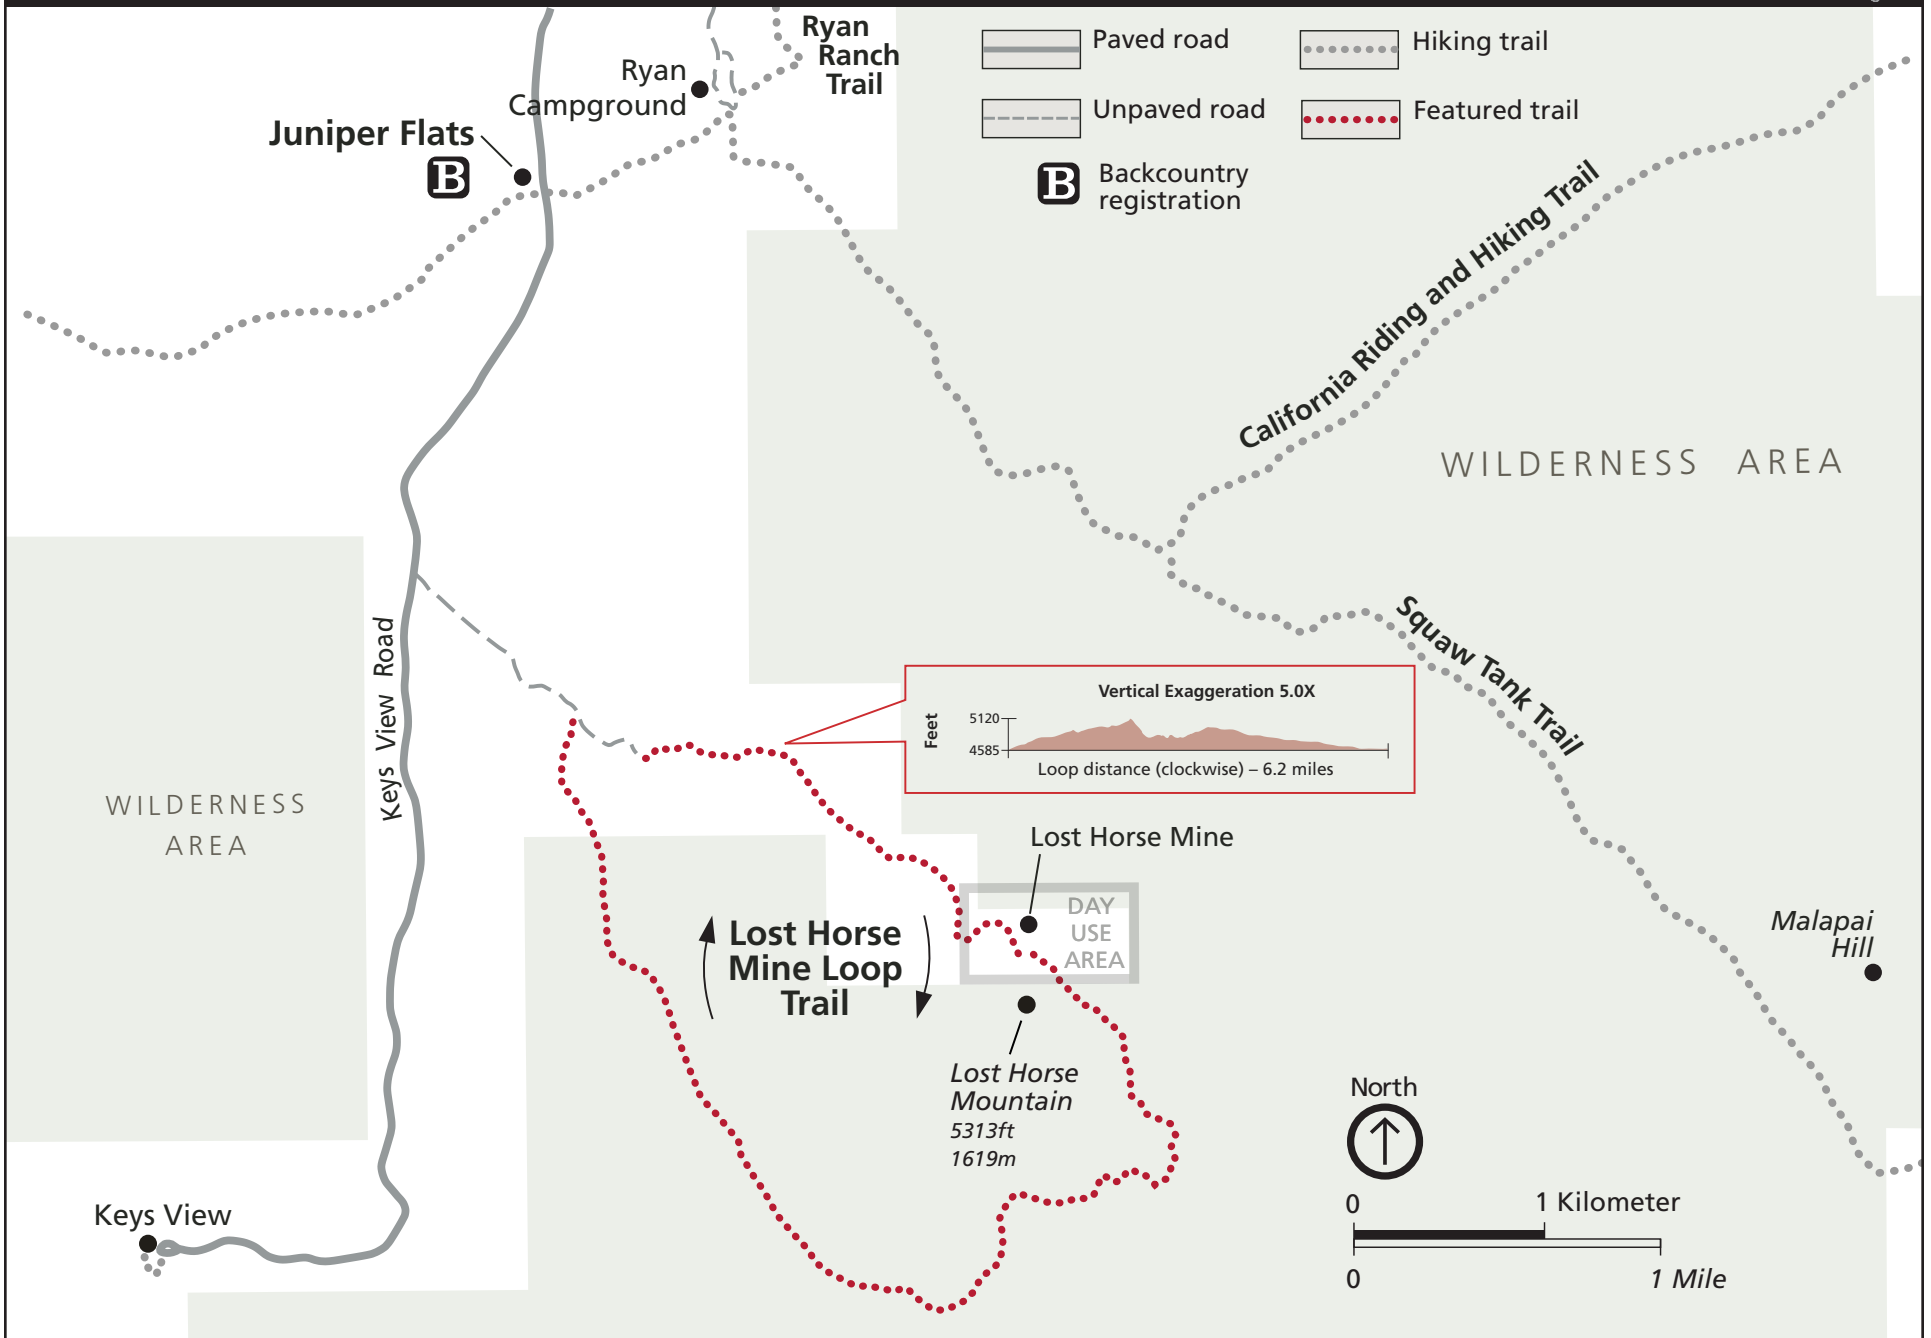 Ryan
Ranch
Trail
Ryan
Campground
Juniper Flats
B
Paved road
Hiking trail
Unpaved road
Featured trail
B
Backcountry
registration
California Riding and Hiking Trail
WILDERNESS AREA
Squaw Tank Trail
Keys View Road
Vertical Exaggeration 5.0X
Feet
5120
4585
Loop distance (clockwise) – 6.2 miles
WILDERNESS
AREA
Lost Horse Mine
DAY
USE
AREA
Lost Horse
Mine Loop
Trail
Malapai
Hill
Lost Horse
Mountain
5313ft
1619m
North
Keys View
0
1 Kilometer
0
1 Mile